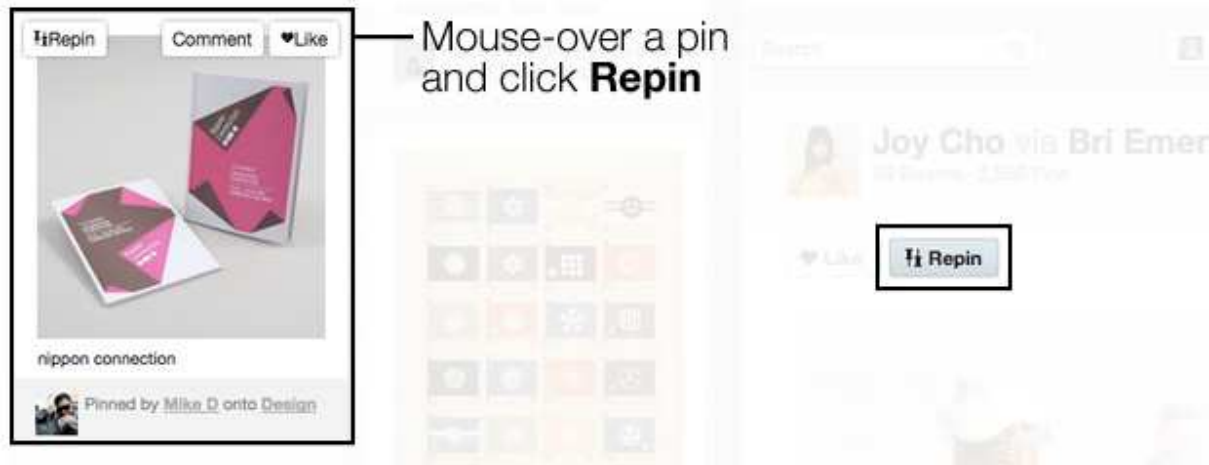 Repin Comment Like
Mouse-over a pin
and click Repin
Search
Joy Cho via Bri Emer
Like Repin
nippon connection
Pinned by Mike D onto Design